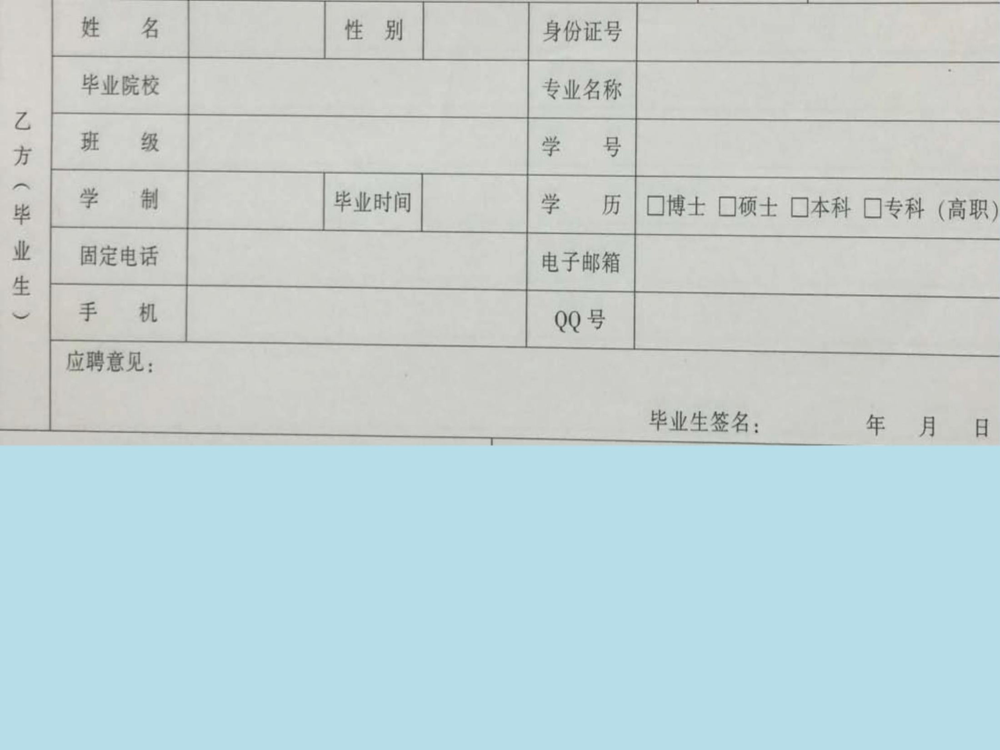 乙方（毕业生）
姓 名 性 别 身份证号
毕业院校 专业名称
班 级 学 号
学 制 毕业时间 学 历 □博士 □硕士 □本科 □专科（高职）
固定电话 电子邮箱
手 机 QQ 号
应聘意见：
毕业生签名： 年 月 日